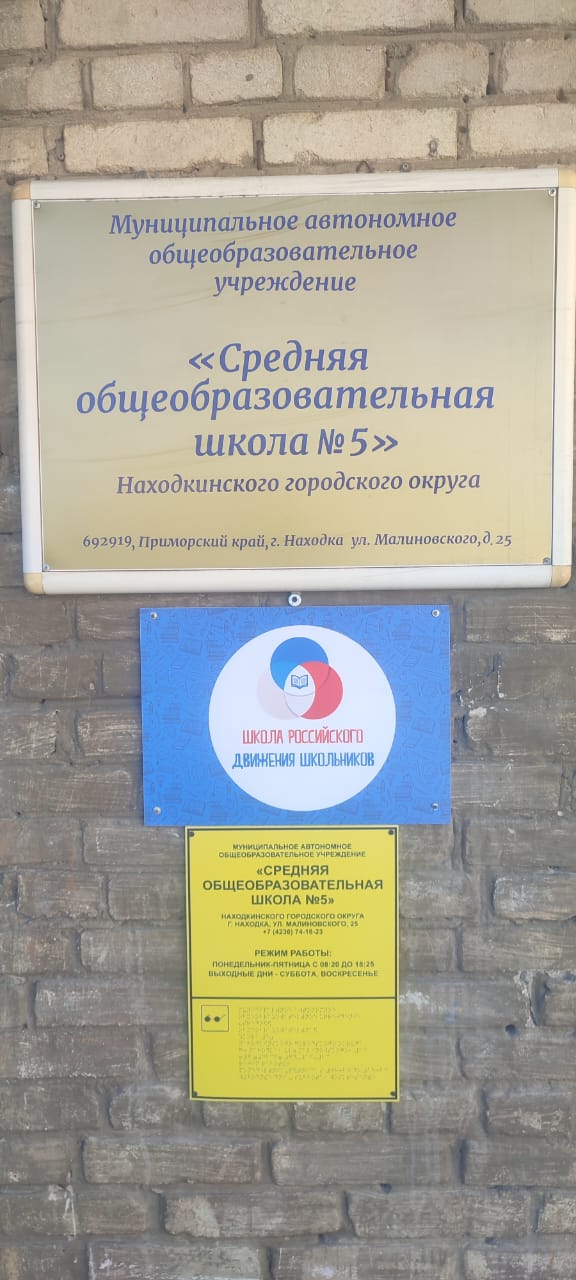 Муниципальное автономное
общеобразовательное
учреждение
«Средняя
общеобразовательная
школа № 5»
Находкинского городского округа
692919, Приморский край, г. Находка ул. Малиновского, д. 25
ШКОЛА РОССИЙСКОГО
ДВИЖЕНИЯ ШКОЛЬНИКОВ
МУНИЦИПАЛЬНОЕ АВТОНОМНОЕ
ОБЩЕОБРАЗОВАТЕЛЬНОЕ УЧРЕЖДЕНИЕ
«СРЕДНЯЯ
ОБЩЕОБРАЗОВАТЕЛЬНАЯ
ШКОЛА №5»
НАХОДКИНСКОГО ГОРОДСКОГО ОКРУГА
Г. НАХОДКА, УЛ. МАЛИНОВСКОГО, 25
+7 (4236) 74-16-23
РЕЖИМ РАБОТЫ:
ПОНЕДЕЛЬНИК-ПЯТНИЦА С 08:20 ДО 18:25
ВЫХОДНЫЕ ДНИ - СУББОТА, ВОСКРЕСЕНЬЕ